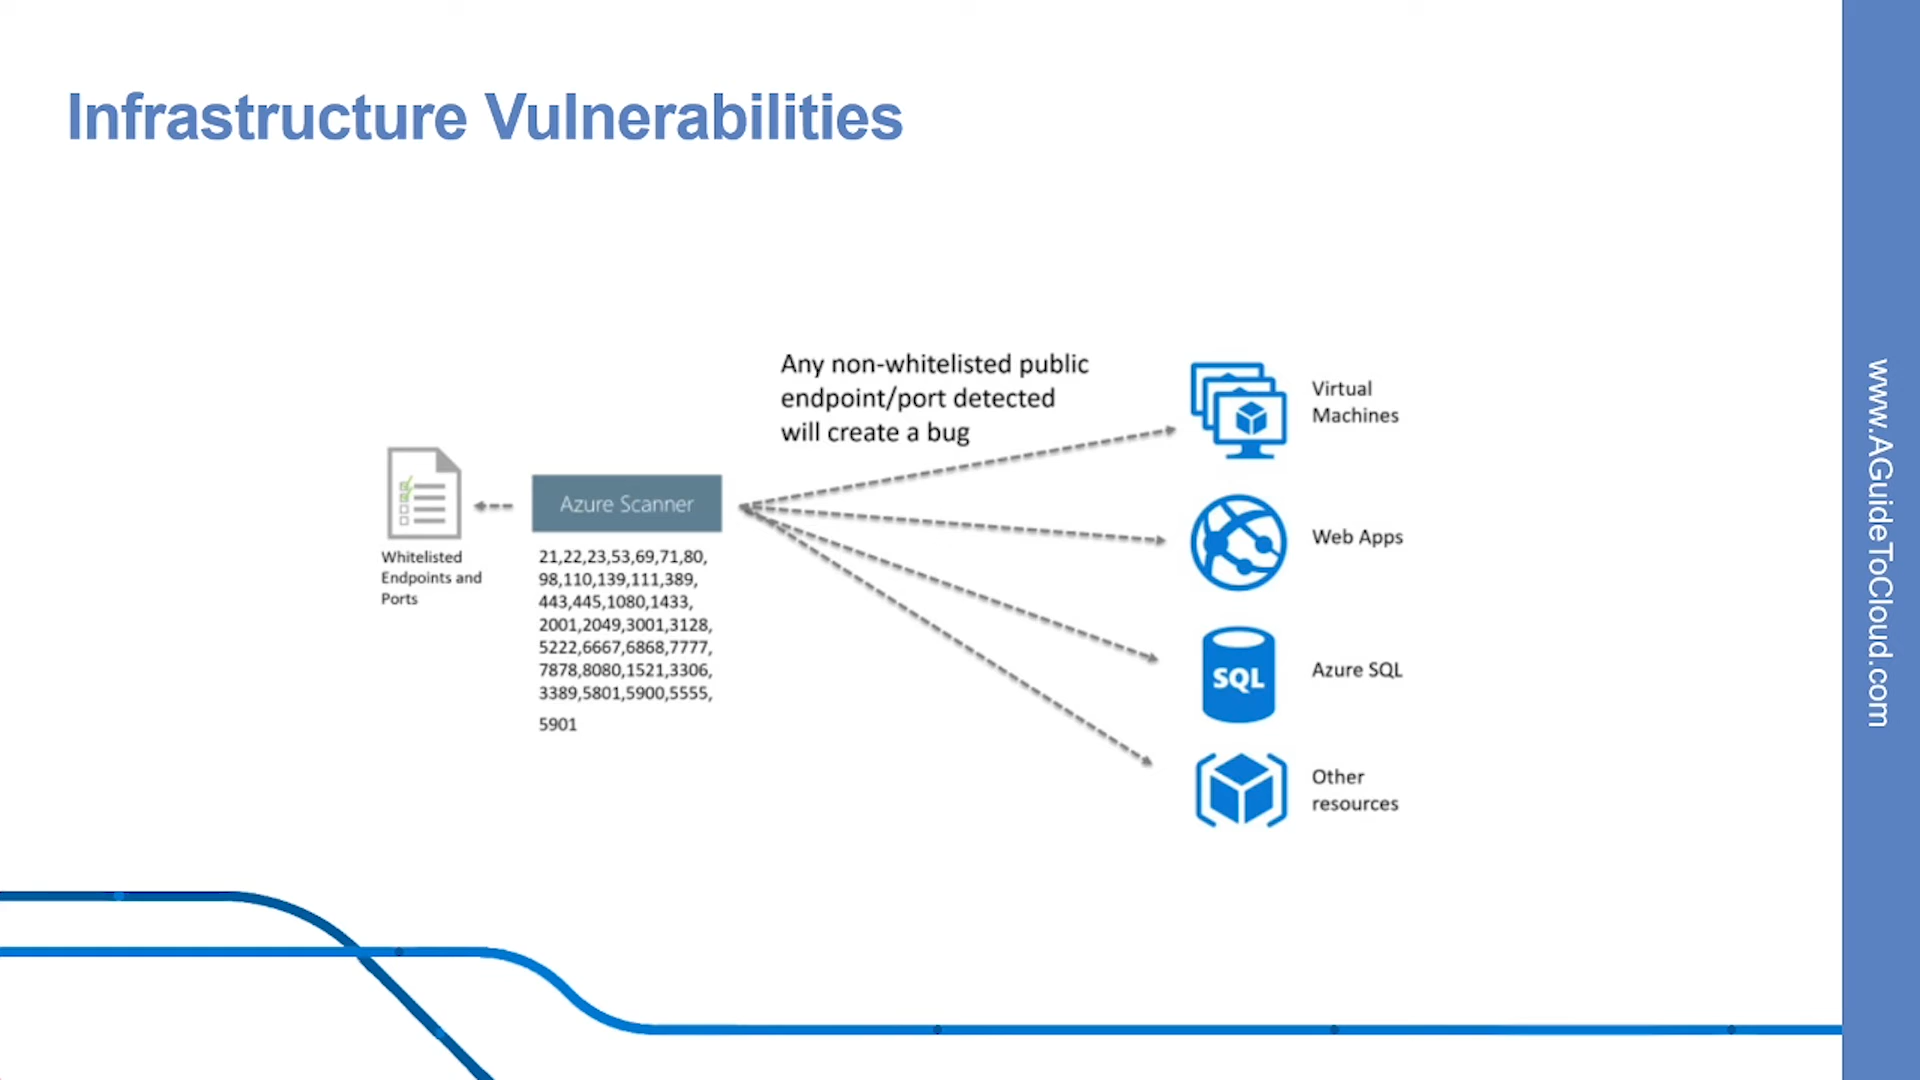 Infrastructure Vulnerabilities
Any non-whitelisted public
endpoint/port detected
will create a bug
Whitelisted
Endpoints and
Ports
Azure Scanner
21,22,23,53,69,71,80,
98,110,139,111,389,
443,445,1080,1433,
2001,2049,3001,3128,
5222,6667,6868,7777,
7878,8080,1521,3306,
3389,5801,5900,5555,
5901
Virtual
Machines
Web Apps
SQL
Azure SQL
Other
resources
www.AGuideToCloud.com